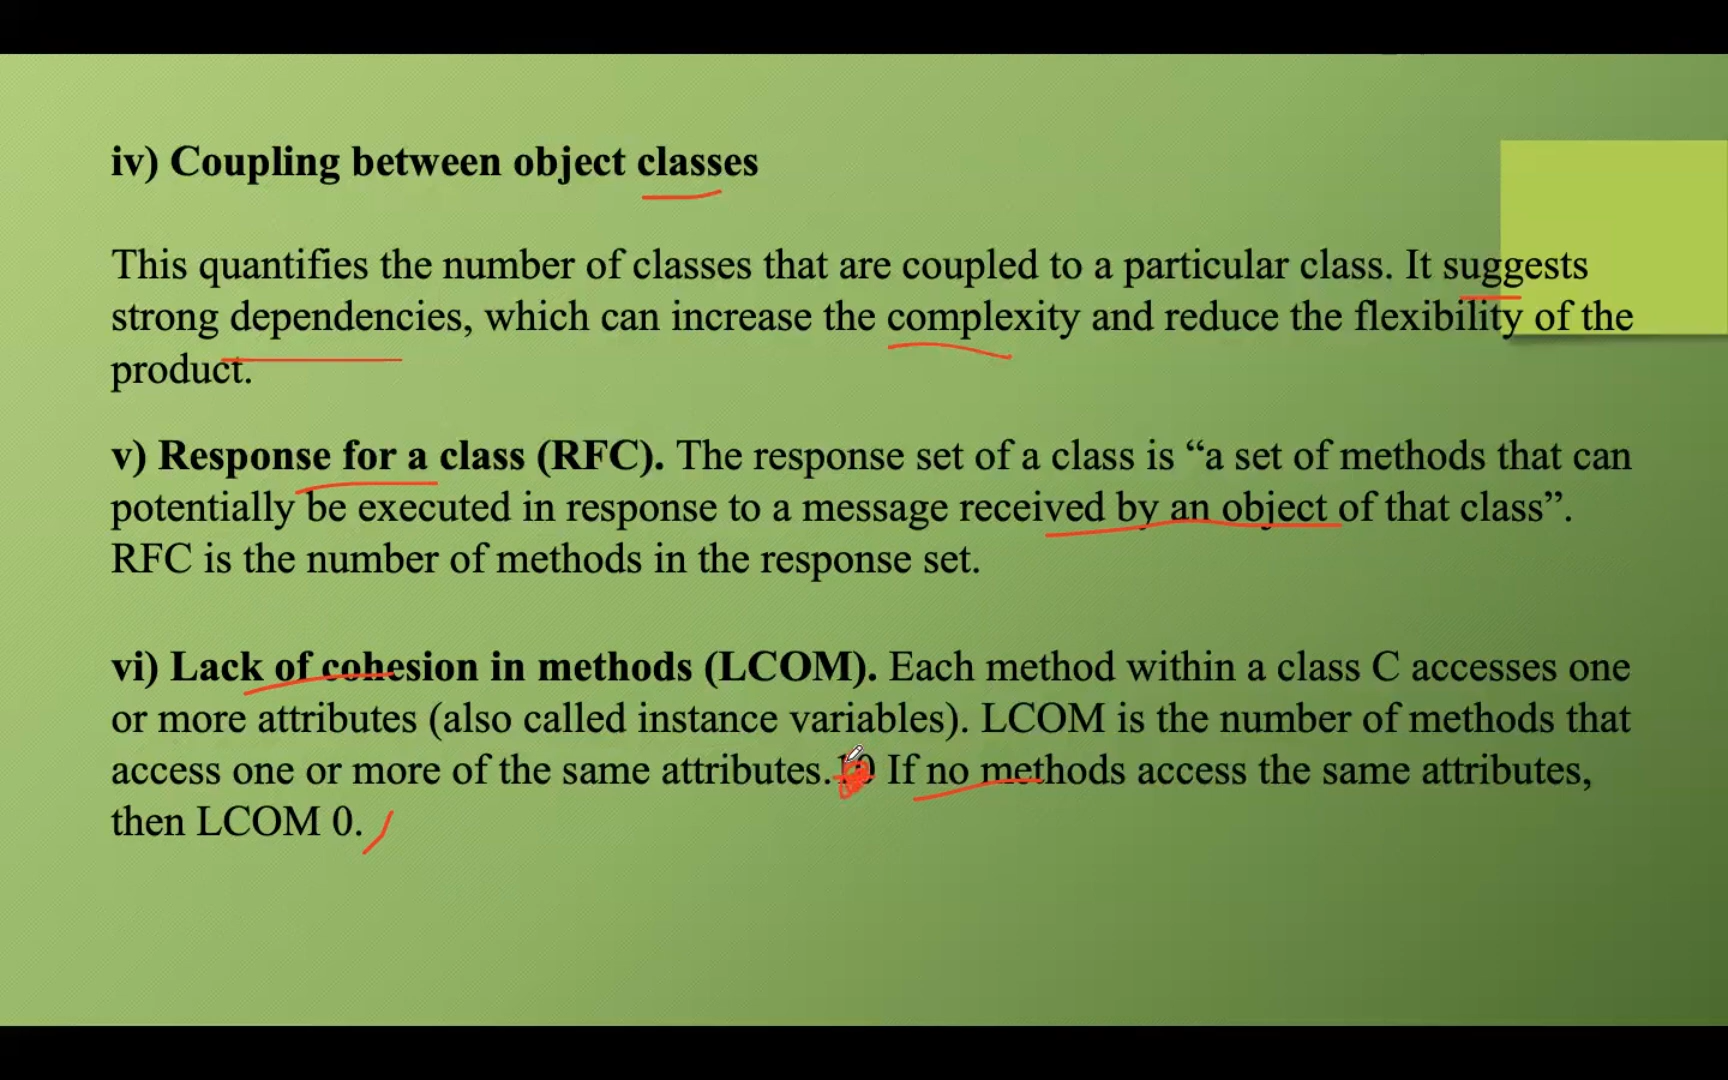 iv) Coupling between object classes
This quantifies the number of classes that are coupled to a particular class. It suggests
strong dependencies, which can increase the complexity and reduce the flexibility of the
product.
v) Response for a class (RFC). The response set of a class is “a set of methods that can
potentially be executed in response to a message received by an object of that class”.
RFC is the number of methods in the response set.
vi) Lack of cohesion in methods (LCOM). Each method within a class C accesses one
or more attributes (also called instance variables). LCOM is the number of methods that
access one or more of the same attributes. If no methods access the same attributes,
then LCOM 0.